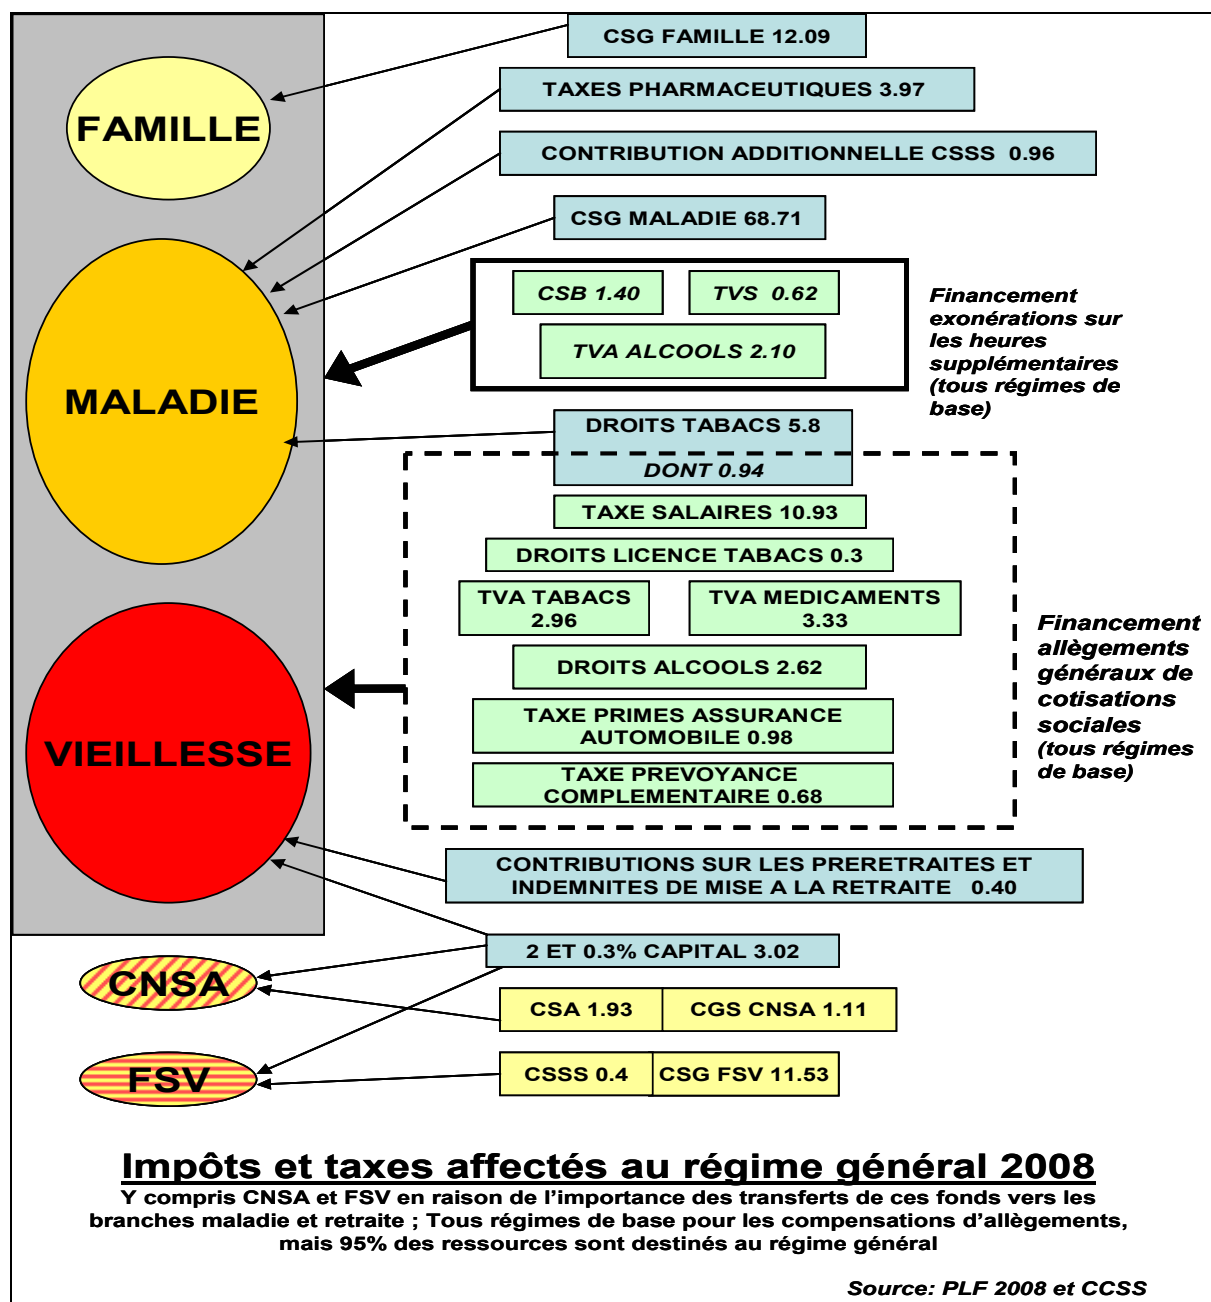 CSG FAMILLE 12.09
FAMILLE
TAXES PHARMACEUTIQUES 3.97
CONTRIBUTION ADDITIONNELLE CSSS 0.96
CSG MALADIE 68.71
MALADIE
CSB 1.40
TVS 0.62
TVA ALCOOLS 2.10
Financement
exonérations sur
les heures
supplémentaires
(tous régimes de
base)
DROITS TABACS 5.8
DONT 0.94
TAXE SALAIRES 10.93
DROITS LICENCE TABACS 0.3
TVA TABACS
2.96
TVA MEDICAMENTS
3.33
DROITS ALCOOLS 2.62
TAXE PRIMES ASSURANCE
AUTOMOBILE 0.98
TAXE PREVOYANCE
COMPLEMENTAIRE 0.68
Financement
allègements
généraux de
cotisations
sociales
(tous régimes
de base)
VIEILLESSE
CONTRIBUTIONS SUR LES PRERETRAITES ET
INDEMNITES DE MISE A LA RETRAITE 0.40
2 ET 0.3% CAPITAL 3.02
CNSA
CSA 1.93
CGS CNSA 1.11
FSV
CSSS 0.4
CSG FSV 11.53
Impôts et taxes affectés au régime général 2008
Y compris CNSA et FSV en raison de l'importance des transferts de ces fonds vers les
branches maladie et retraite ; Tous régimes de base pour les compensations d'allègements,
mais 95% des ressources sont destinés au régime général
Source: PLF 2008 et CCSS